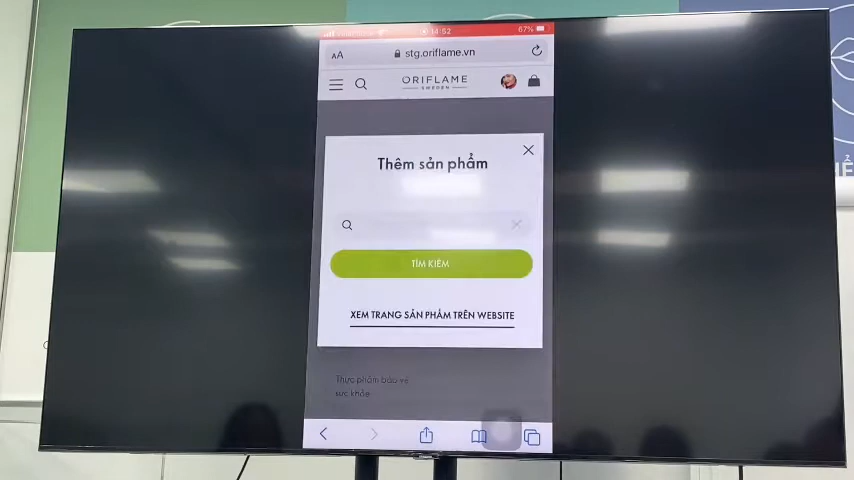 14:52
67%
AA
stg.oriflame.vn
ORIFLAME
SWEDEN
Thêm sản phẩm
TÌM KIẾM
XEM TRANG SẢN PHẨM TRÊN WEBSITE
Thực phẩm bảo vệ
sức khỏe